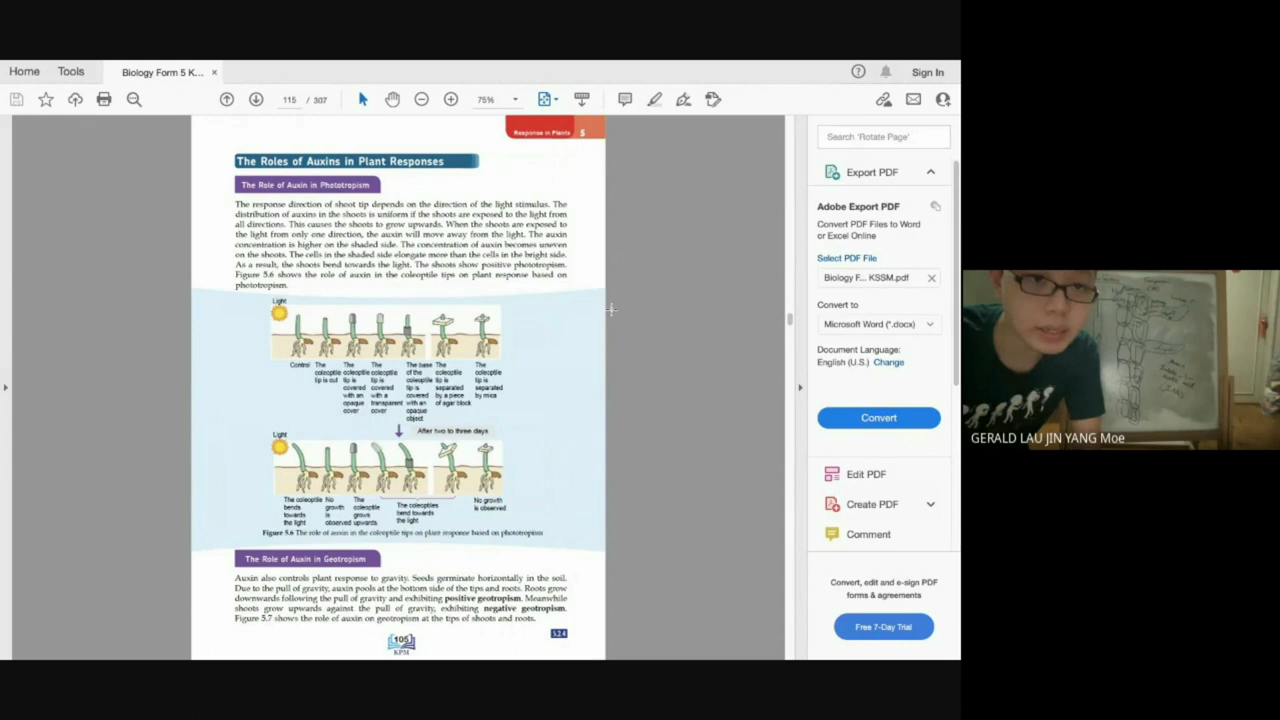 Home
Tools
Biology Form 5 K...
115 / 307
75%
Sign In
Response in Plants 5
The Roles of Auxins in Plant Responses
The Role of Auxin in Phototropism
The response direction of shoot tip depends on the direction of the light stimulus. The
distribution of auxins in the shoots is uniform if the shoots are exposed to the light from
all directions. This causes the shoots to grow upwards. When the shoots are exposed to
the light from only one direction, the auxin will move away from the light. The auxin
concentration is higher on the shaded side. The concentration of auxin becomes uneven
on the shoots. The cells in the shaded side elongate more than the cells in the bright side.
As a result, the shoots bend towards the light. The shoots show positive phototropism.
Figure 5.6 shows the role of auxin in the coleoptile tips on plant response based on
phototropism.
Light
Control
The
coleoptile
tip is cut
The
coleoptile
tip is
covered
with an
opaque
cover
The
coleoptile
tip is
covered
with a
transparent
cover
The base
of the
coleoptile
tip is
covered
with an
opaque
object
The
coleoptile
tip is
separated
by a piece
of agar block
The
coleoptile
tip is
separated
by mica
After two to three days
Light
The coleoptile
bends
towards
the light
No
growth
is
observed
The
coleoptile
grows
upwards
The coleoptiles
bend towards
the light
No growth
is observed
Figure 5.6 The role of auxin in the coleoptile tips on plant response based on phototropism
The Role of Auxin in Geotropism
Auxin also controls plant response to gravity. Seeds germinate horizontally in the soil.
Due to the pull of gravity, auxin pools at the bottom side of the tips and roots. Roots grow
downwards following the pull of gravity and exhibiting positive geotropism. Meanwhile
shoots grow upwards against the pull of gravity, exhibiting negative geotropism.
Figure 5.7 shows the role of auxin on geotropism at the tips of shoots and roots.
105
KPM
5.2.4
Search 'Rotate Page'
Export PDF
Adobe Export PDF
Convert PDF Files to Word
or Excel Online
Select PDF File
Biology F... KSSM.pdf
Convert to
Microsoft Word (*.docx)
Document Language:
English (U.S.) Change
Convert
Edit PDF
Create PDF
Comment
Convert, edit and e-sign PDF
forms & agreements
Free 7-Day Trial
GERALD LAU JIN YANG Moe